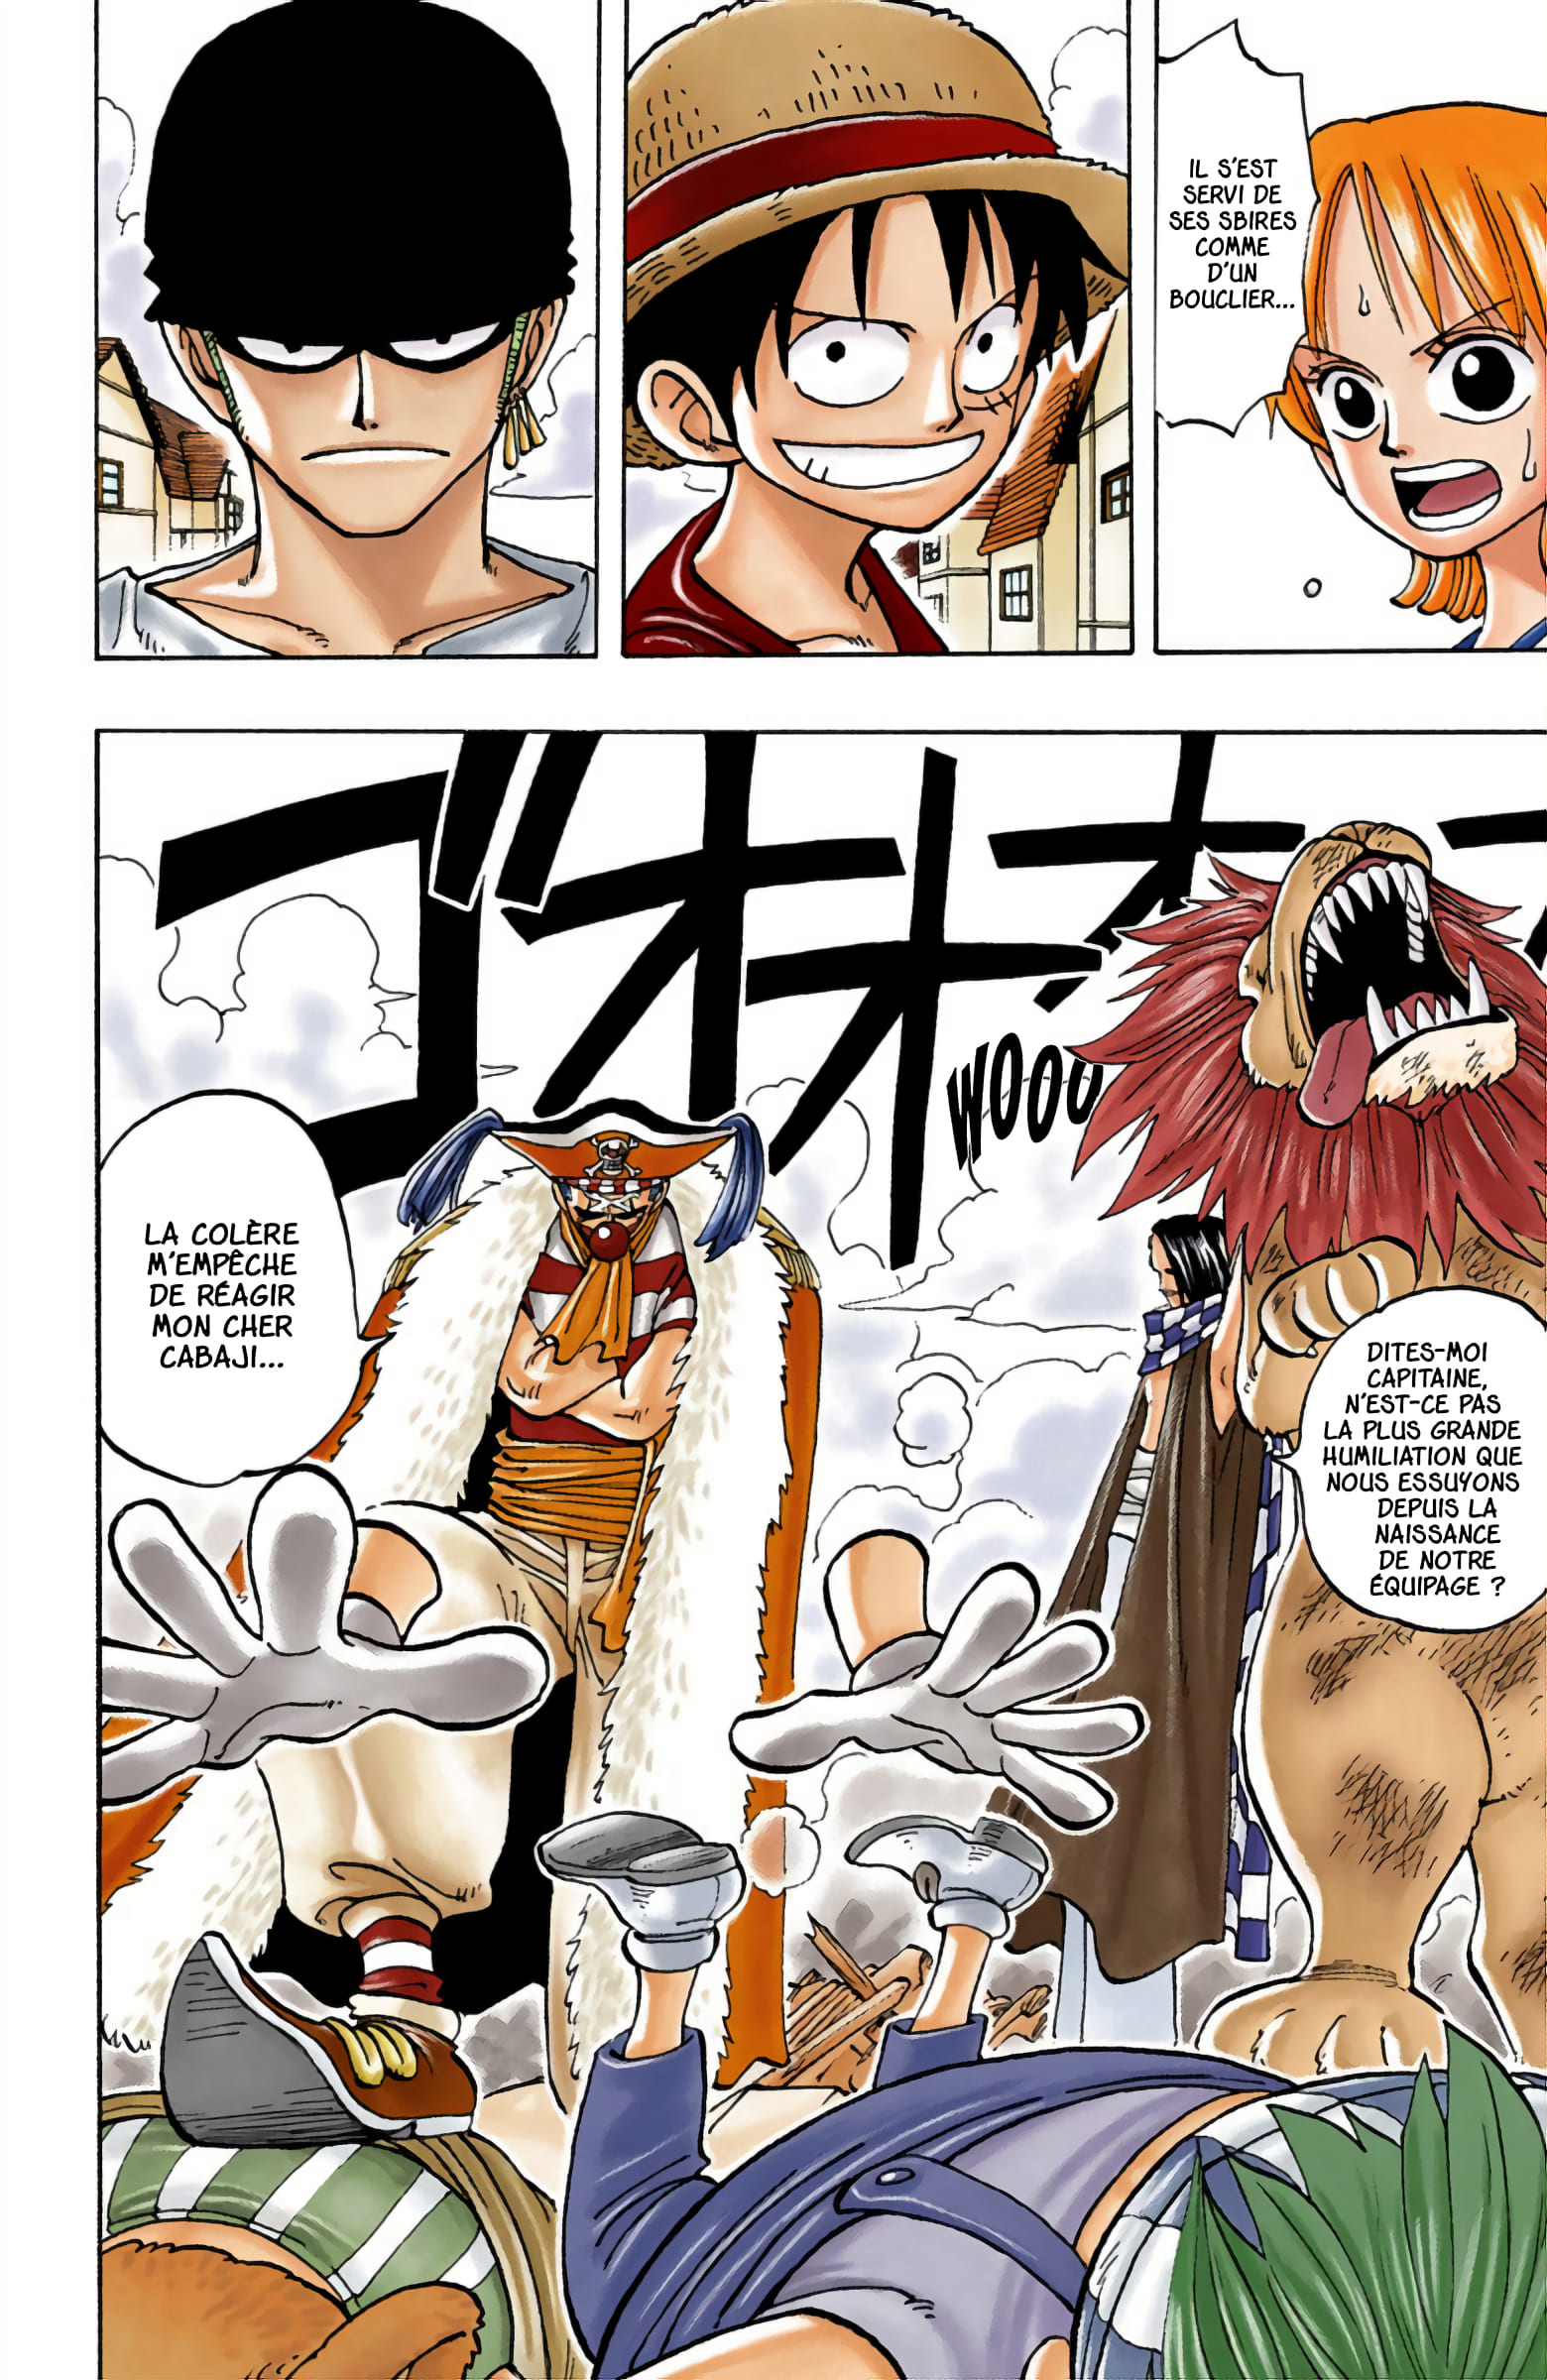 IL S'EST
SERVI DE
SES SBIRES
COMME
D'UN
BOUCLIER...
ゴオオオ
WOOO
DITES-MOI
CAPITAINE,
N'EST-CE PAS
LA PLUS GRANDE
HUMILIATION QUE
NOUS ESSUYONS
DEPUIS LA
NAISSANCE
DE NOTRE
ÉQUIPAGE ?
LA COLÈRE
M'EMPÊCHE
DE RÉAGIR
MON CHER
CABAJI...